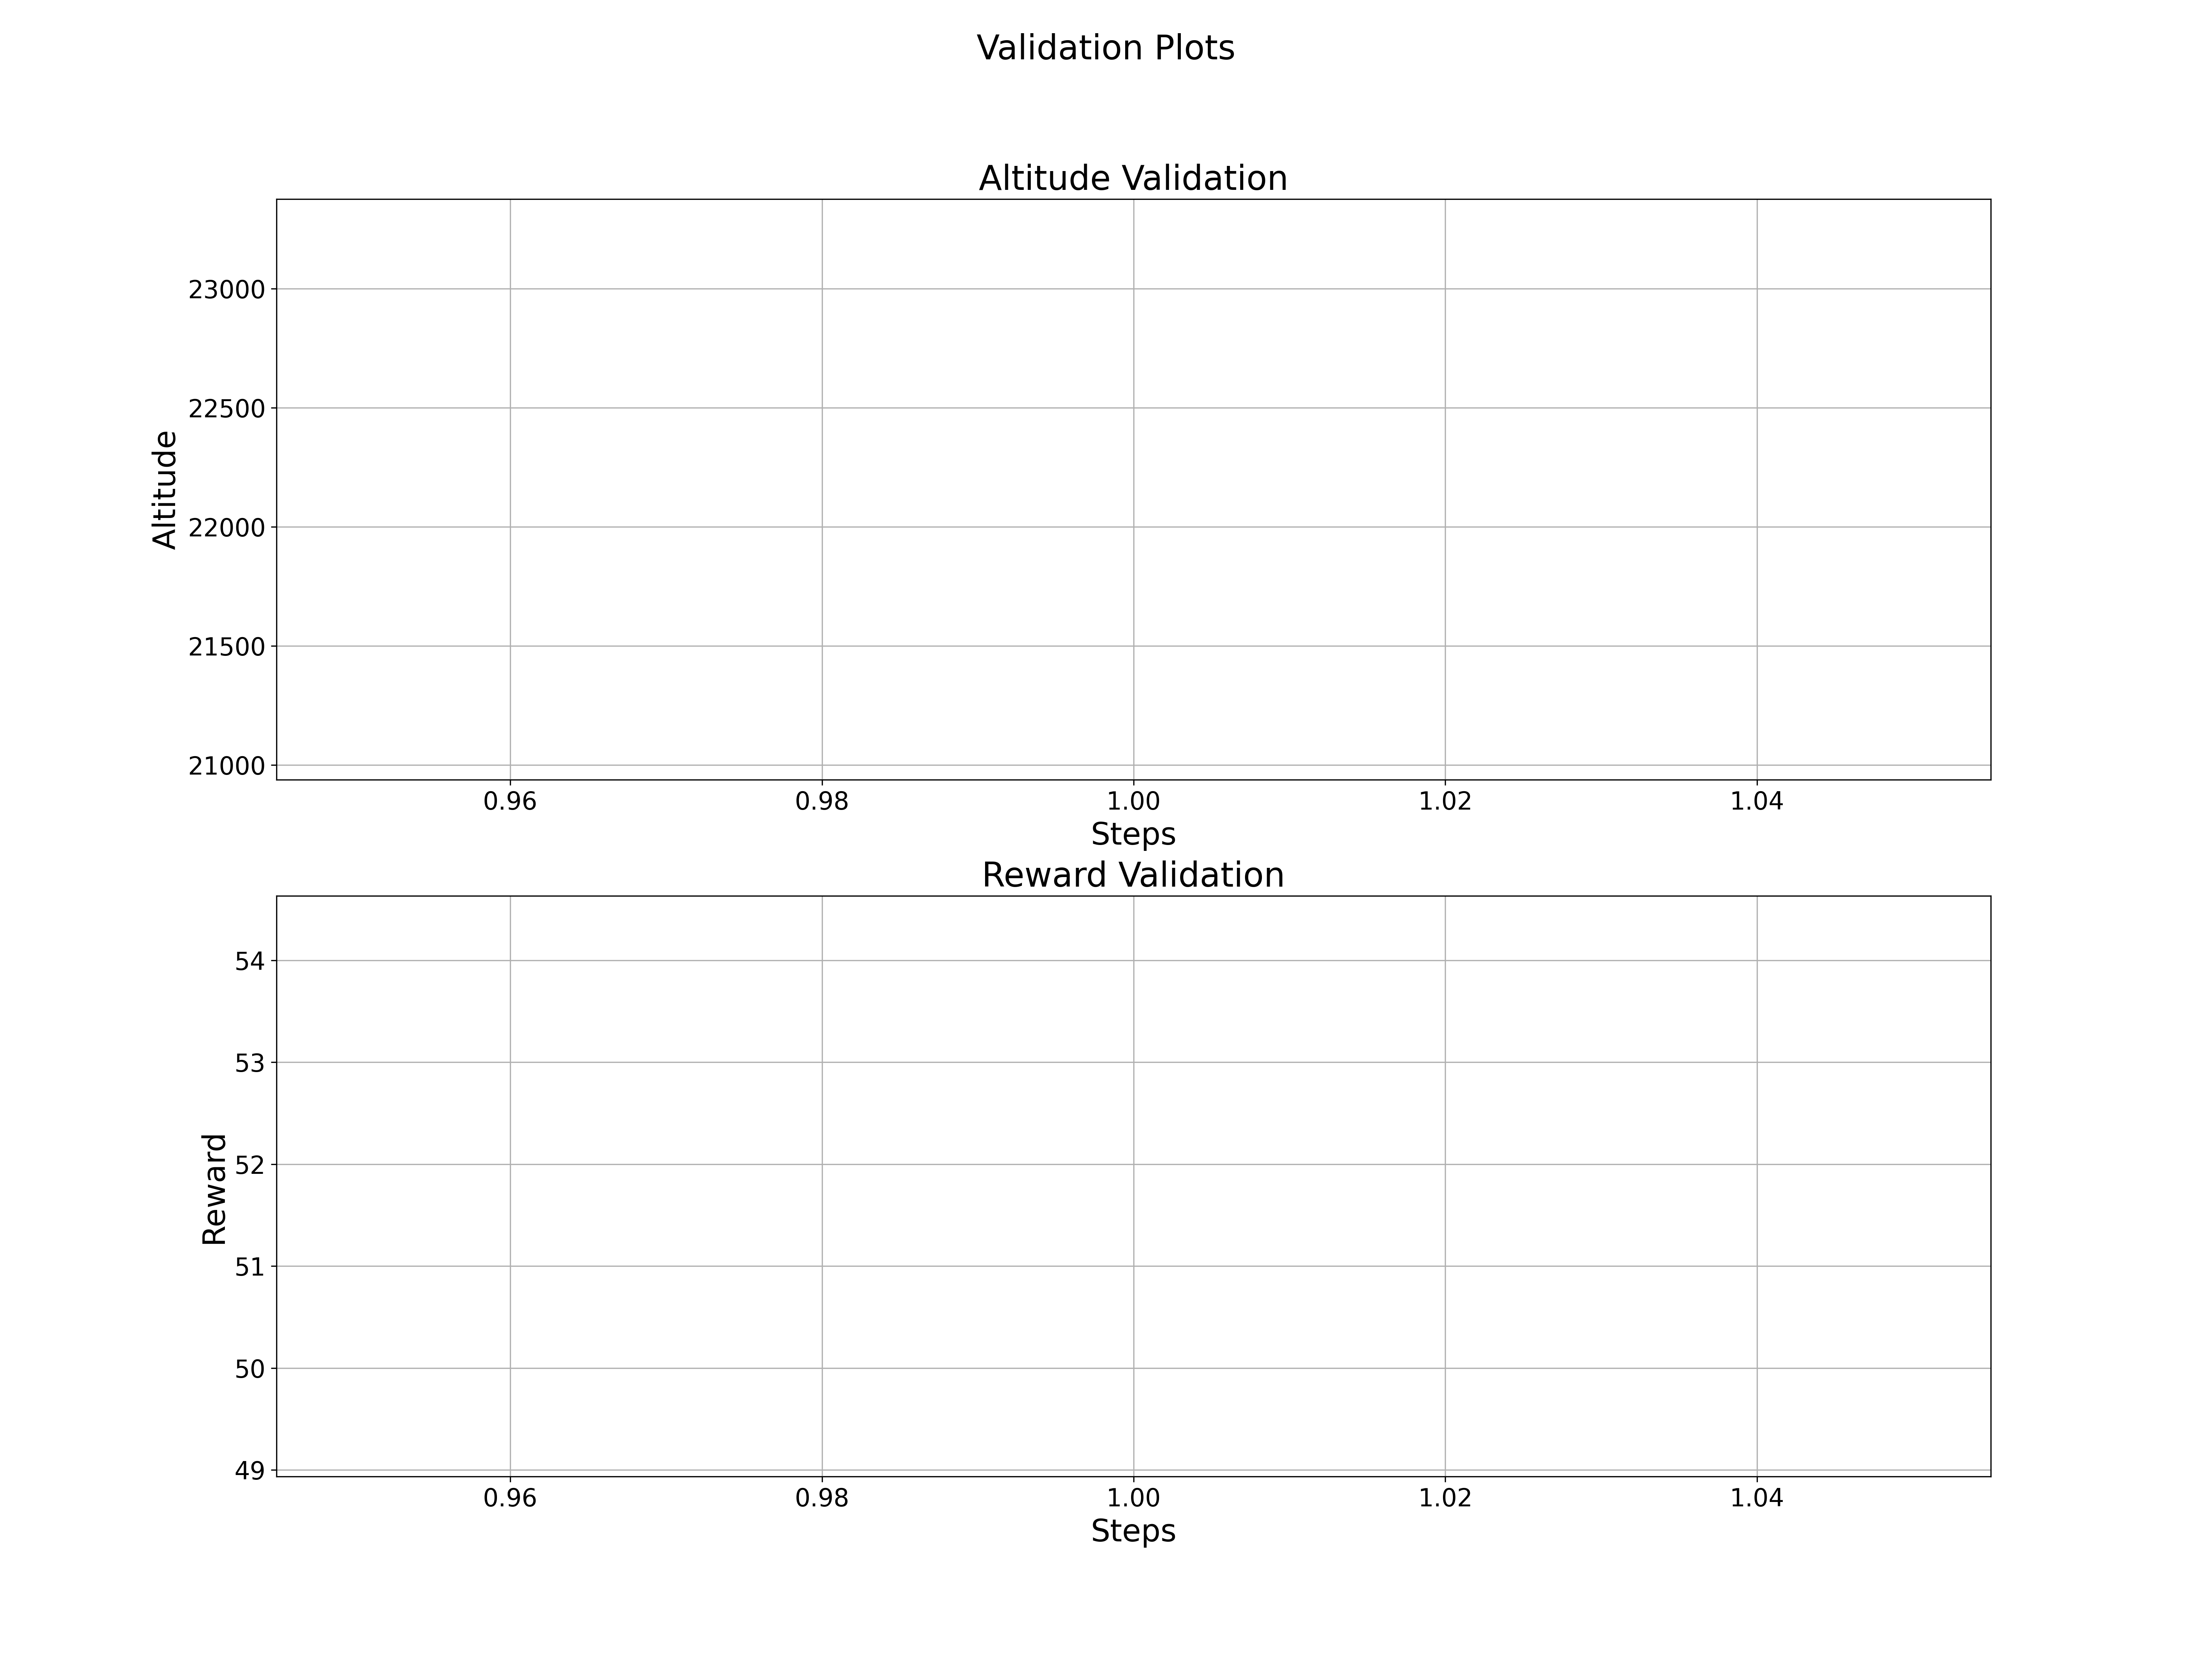 Validation Plots
Altitude Validation
Altitude
23000
22500
22000
21500
21000
0.96 0.98 1.00 1.02 1.04
Steps
Reward Validation
Reward
54
53
52
51
50
49
0.96 0.98 1.00 1.02 1.04
Steps